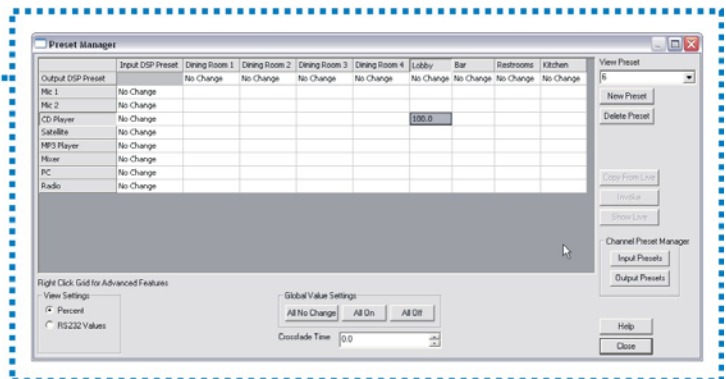 Preset Manager
Input DSP Preset Dining Room 1 Dining Room 2 Dining Room 3 Dining Room 4 Lobby Bar Restrooms Kitchen
Output DSP Preset No Change No Change No Change No Change No Change No Change No Change No Change
Mic 1 No Change
Mic 2 No Change
CD Player No Change 100.0
Satellite No Change
MP3 Player No Change
Mixer No Change
PC No Change
Radio No Change
View Preset
6
New Preset
Delete Preset
Copy From Live
Invoke
Show Live
Channel Preset Manager
Input Presets
Output Presets
Right Click Grid for Advanced Features
View Settings
Percent
RS232 Values
Global Value Settings
All No Change All On All Off
Crossfade Time 0.0
Help
Close